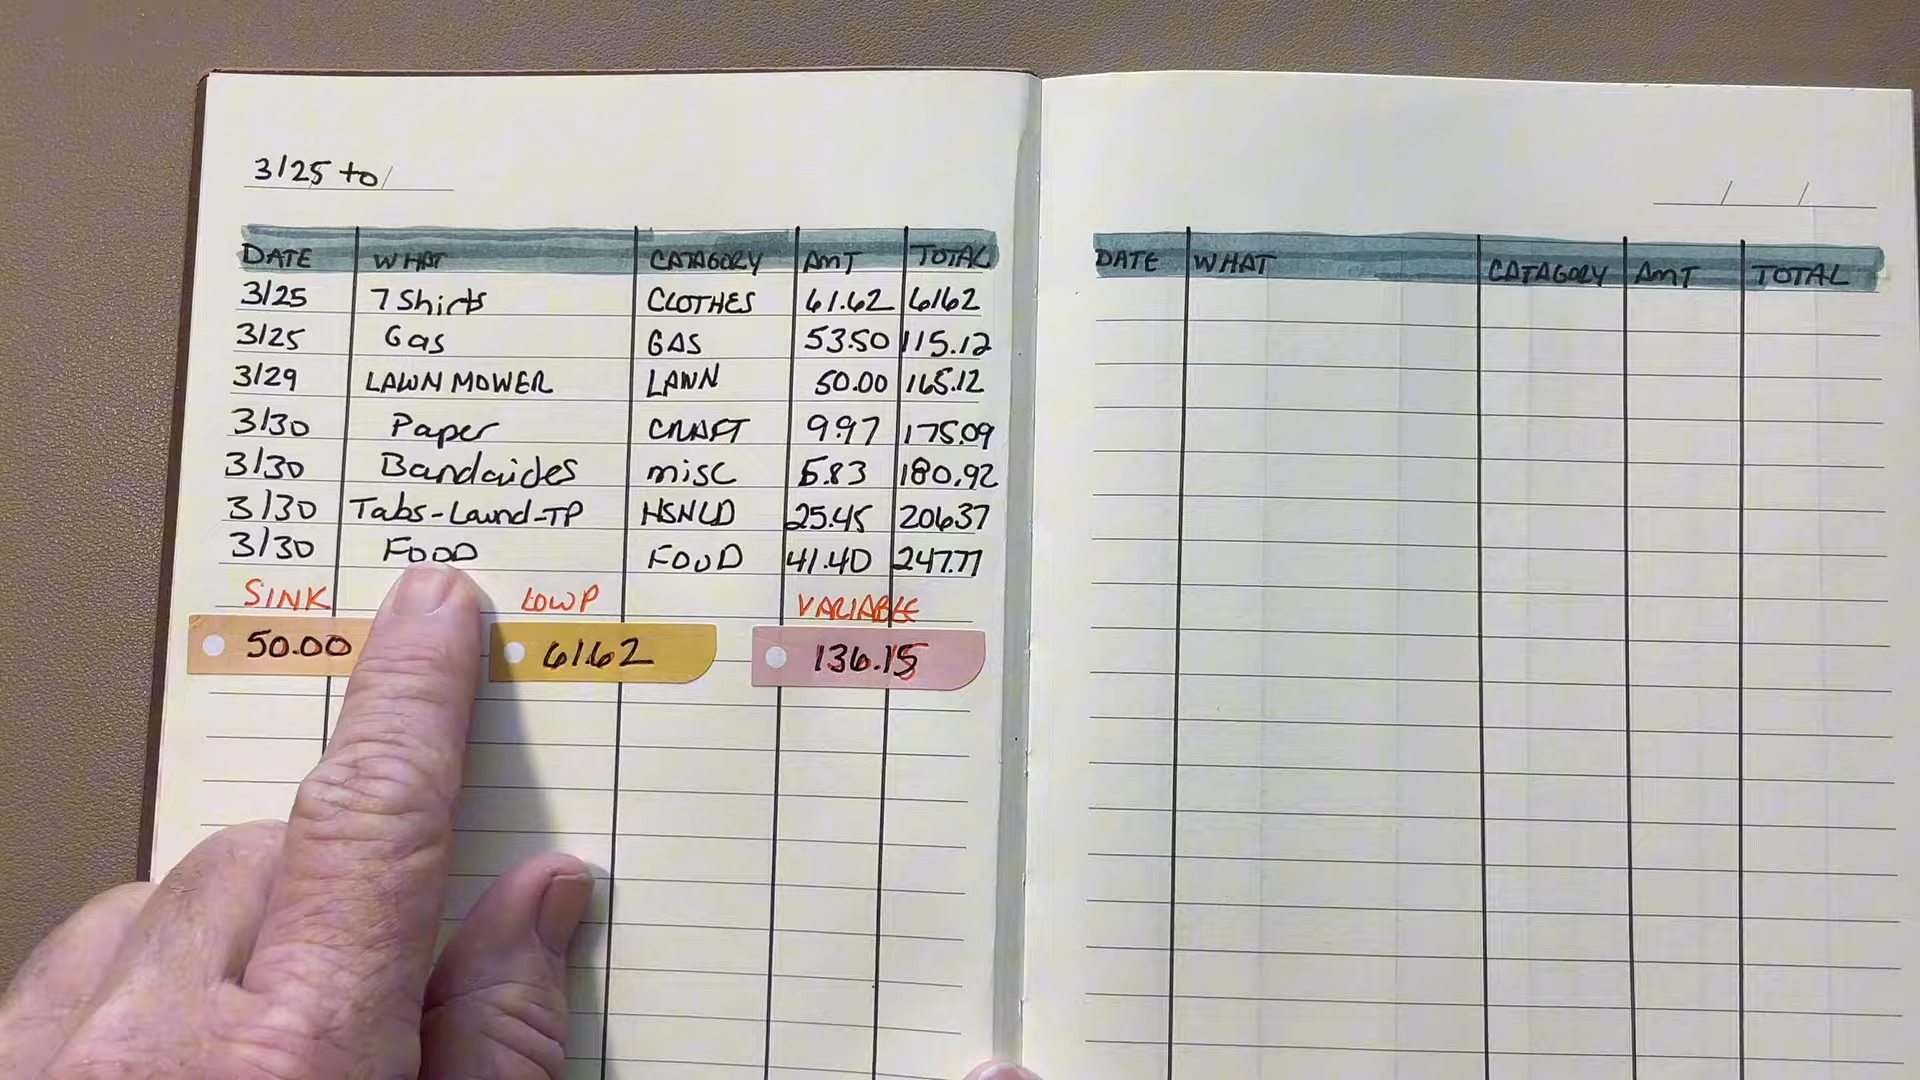 3/25 to /
DATE WHAT CATAGORY AMT TOTAL
3/25 7 Shirts CLOTHES 61.62 61.62
3/25 Gas GAS 53.50 115.12
3/29 LAWN MOWER LAWN 50.00 165.12
3/30 Paper CRAFT 9.97 175.09
3/30 Bandaides misc 5.83 180.92
3/30 Tabs-Laund-TP HSHLD 25.45 206.37
3/30 FOOD FOOD 41.40 247.77
SINK LOWP VARIABLE
50.00 61.62 136.15
/ /
DATE WHAT CATAGORY AMT TOTAL